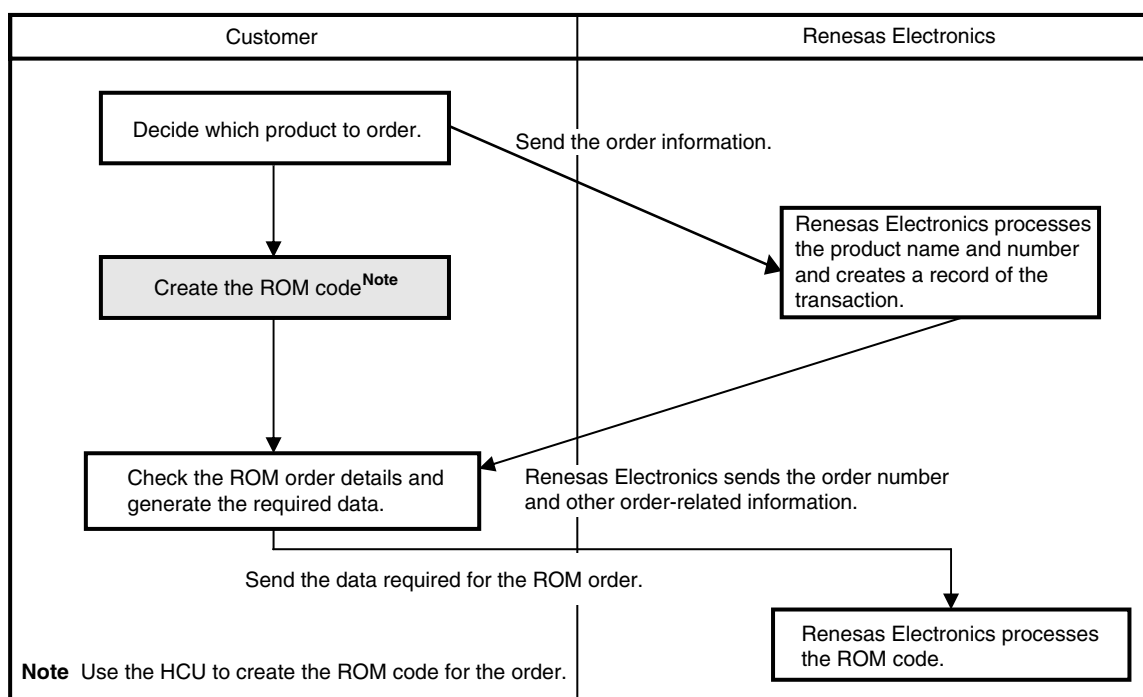 Customer
Renesas Electronics
Decide which product to order.
Send the order information.
Renesas Electronics processes
the product name and number
and creates a record of the
transaction.
Create the ROM code Note
Check the ROM order details and
generate the required data.
Renesas Electronics sends the order number
and other order-related information.
Send the data required for the ROM order.
Renesas Electronics processes
the ROM code.
Note Use the HCU to create the ROM code for the order.